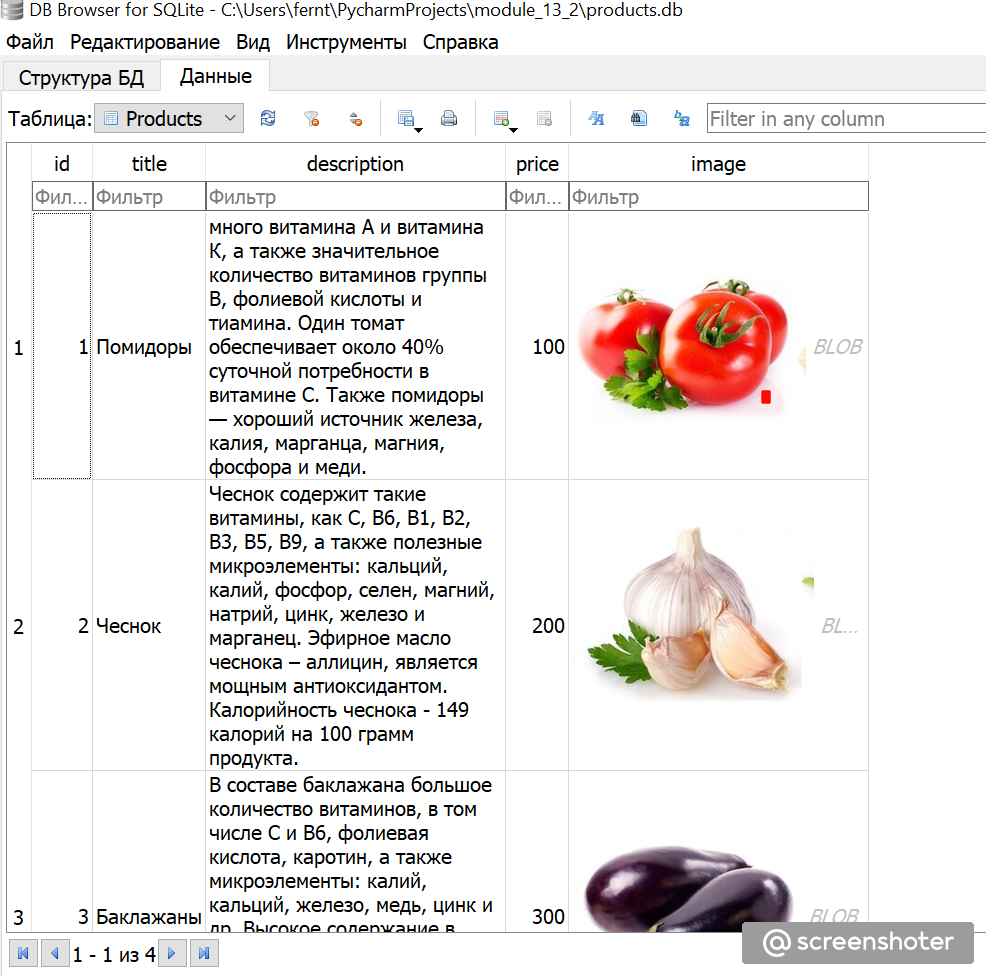 DB Browser for SQLite - C:\Users\fernt\PycharmProjects\module_13_2\products.db
Файл Редактирование Вид Инструменты Справка
Структура БД Данные
Таблица: Products Filter in any column
id title description price image
Фил... Фильтр Фильтр Фил... Фильтр
много витамина А и витамина
К, а также значительное
количество витаминов группы
В, фолиевой кислоты и
тиамина. Один томат
1 1 Помидоры обеспечивает около 40% 100 BLOB
суточной потребности в
витамине С. Также помидоры
— хороший источник железа,
калия, марганца, магния,
фосфора и меди.
Чеснок содержит такие
витамины, как С, В6, В1, В2,
В3, В5, В9, а также полезные
микроэлементы: кальций,
калий, фосфор, селен, магний,
2 2 Чеснок натрий, цинк, железо и 200 BL...
марганец. Эфирное масло
чеснока – аллицин, является
мощным антиоксидантом.
Калорийность чеснока - 149
калорий на 100 грамм
продукта.
В составе баклажана большое
количество витаминов, в том
числе С и В6, фолиевая
кислота, каротин, а также
микроэлементы: калий,
3 3 Баклажаны кальций, железо, медь, цинк и 300 BLOB
др. Высокое содержание в
1 - 1 из 4
@screenshoter